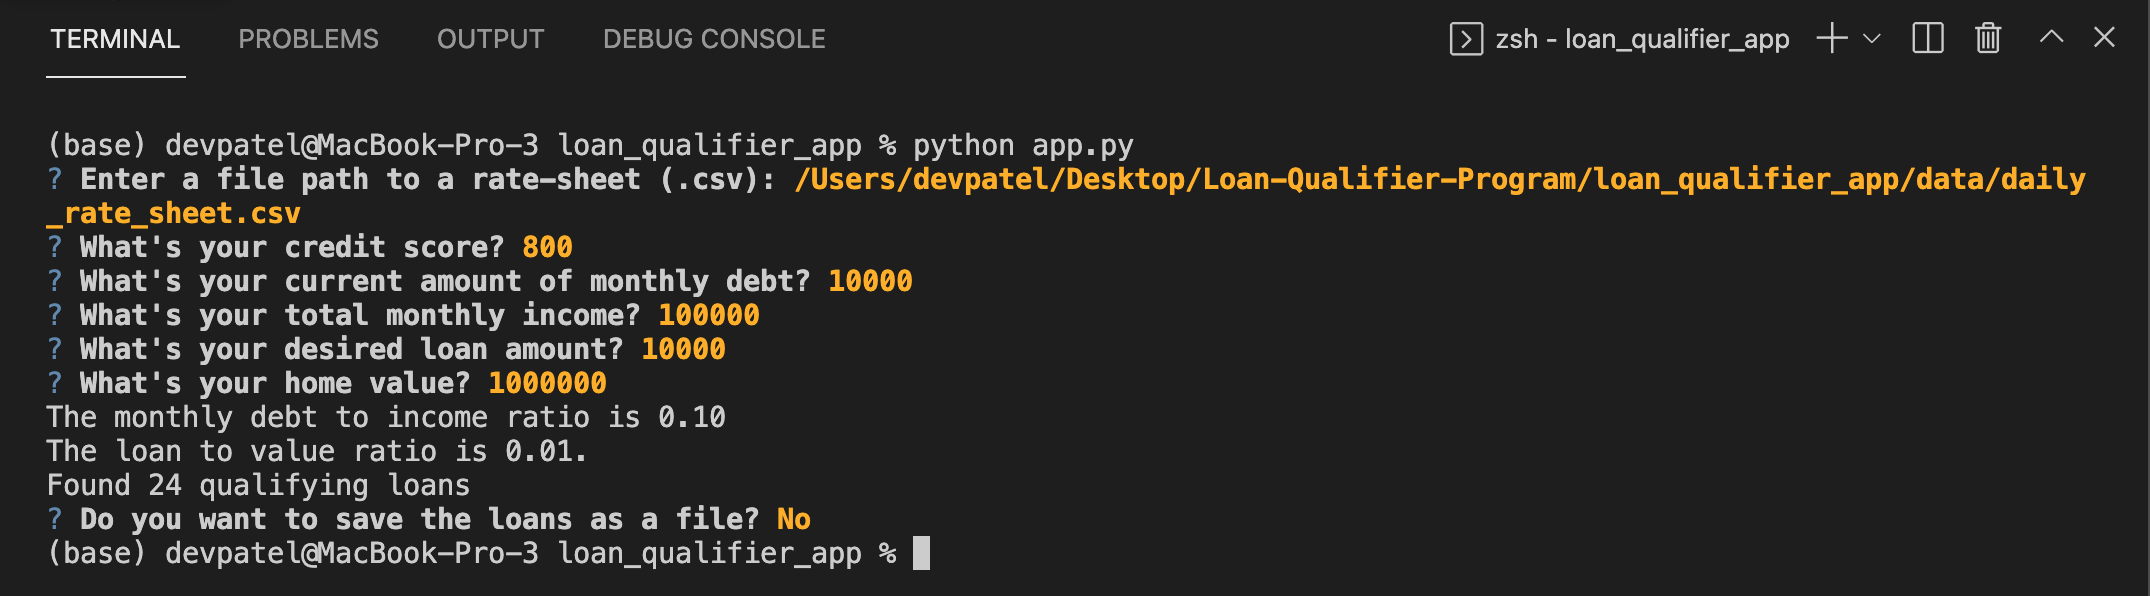 TERMINAL PROBLEMS OUTPUT DEBUG CONSOLE zsh - loan_qualifier_app
(base) devpatel@MacBook-Pro-3 loan_qualifier_app % python app.py
? Enter a file path to a rate-sheet (.csv): /Users/devpatel/Desktop/Loan-Qualifier-Program/loan_qualifier_app/data/daily
_rate_sheet.csv
? What's your credit score? 800
? What's your current amount of monthly debt? 10000
? What's your total monthly income? 100000
? What's your desired loan amount? 10000
? What's your home value? 1000000
The monthly debt to income ratio is 0.10
The loan to value ratio is 0.01.
Found 24 qualifying loans
? Do you want to save the loans as a file? No
(base) devpatel@MacBook-Pro-3 loan_qualifier_app %